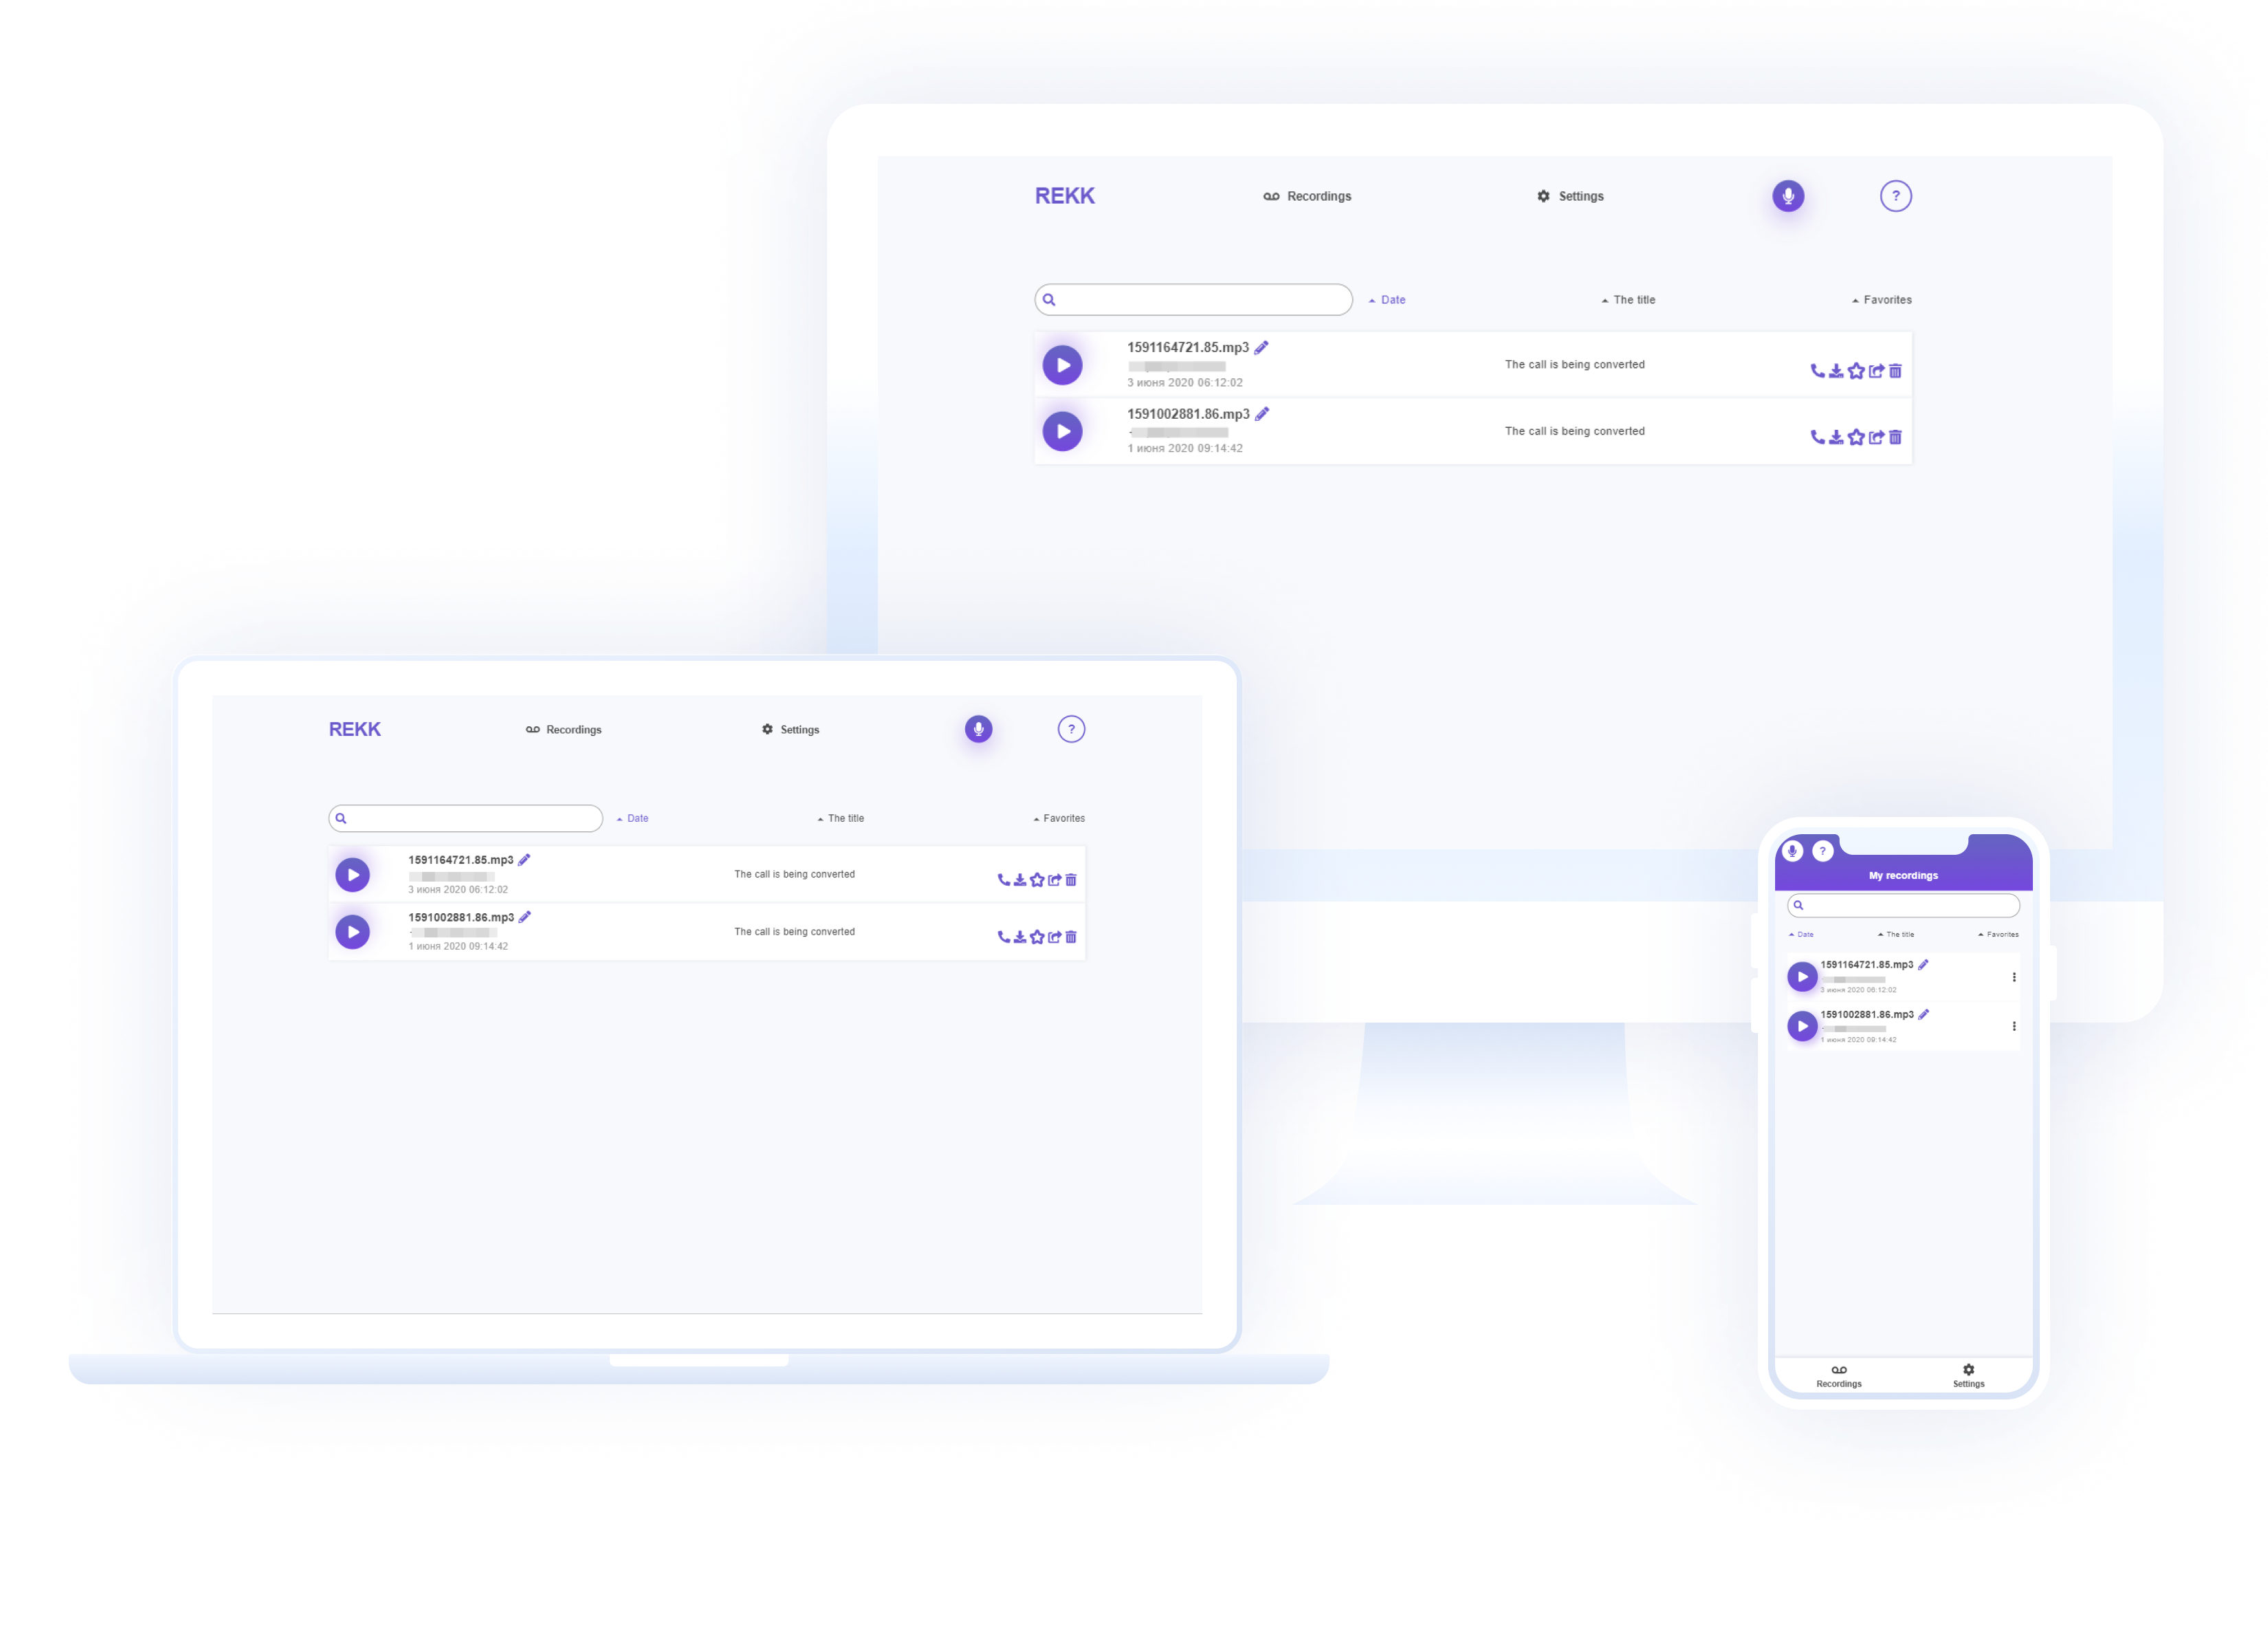 REKK Recordings Settings ?
Date The title Favorites
1591164721.85.mp3
The call is being converted
3 июня 2020 06:12:02
1591002881.86.mp3
The call is being converted
1 июня 2020 09:14:42
REKK Recordings Settings ?
Date The title Favorites
1591164721.85.mp3
The call is being converted
3 июня 2020 06:12:02
1591002881.86.mp3
The call is being converted
1 июня 2020 09:14:42
?
My recordings
Date The title Favorites
1591164721.85.mp3
3 июня 2020 06:12:02
1591002881.86.mp3
1 июня 2020 09:14:42
Recordings Settings